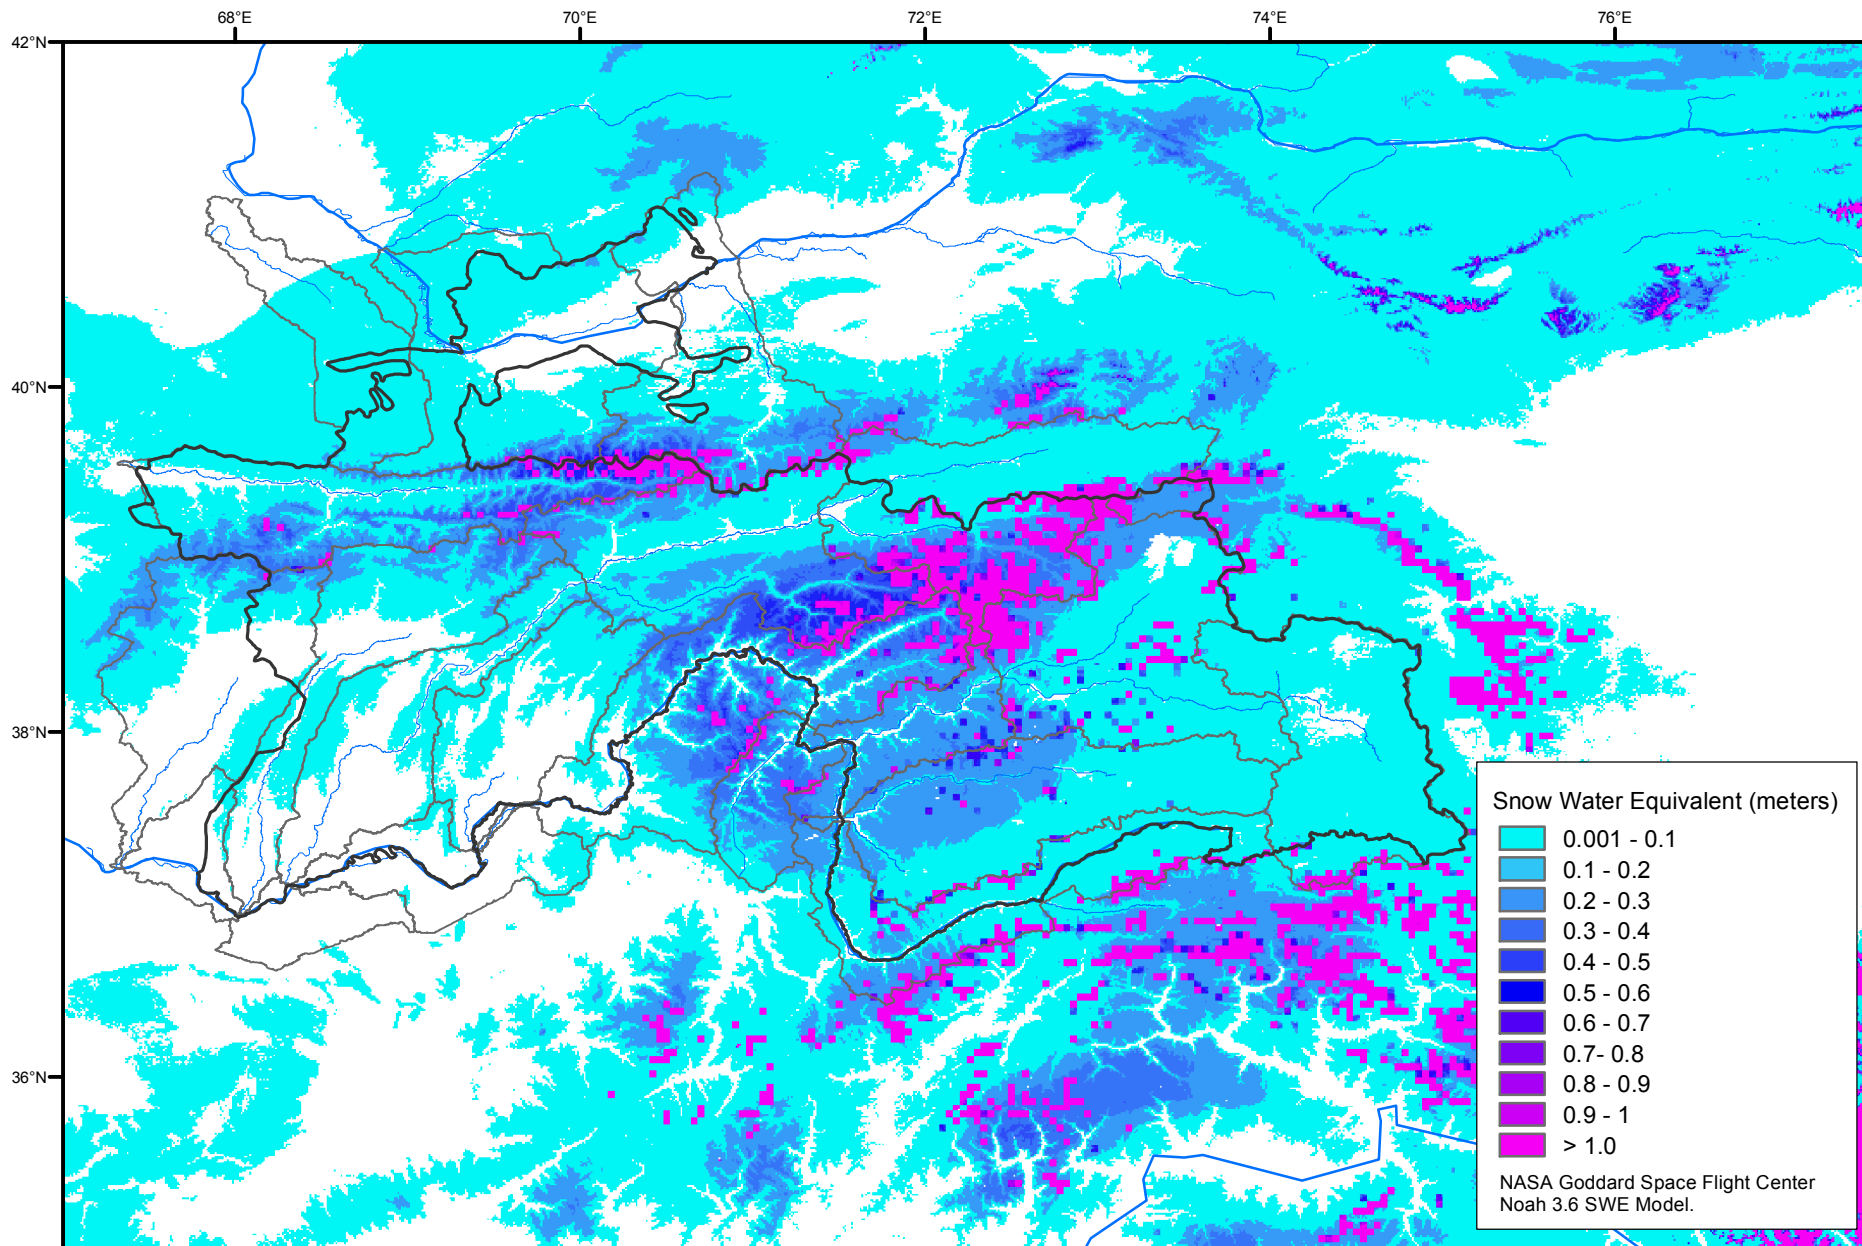 68°E 70°E 72°E 74°E 76°E
42°N
40°N
38°N
36°N
Snow Water Equivalent (meters)
0.001 - 0.1
0.1 - 0.2
0.2 - 0.3
0.3 - 0.4
0.4 - 0.5
0.5 - 0.6
0.6 - 0.7
0.7- 0.8
0.8 - 0.9
0.9 - 1
> 1.0
NASA Goddard Space Flight Center
Noah 3.6 SWE Model.